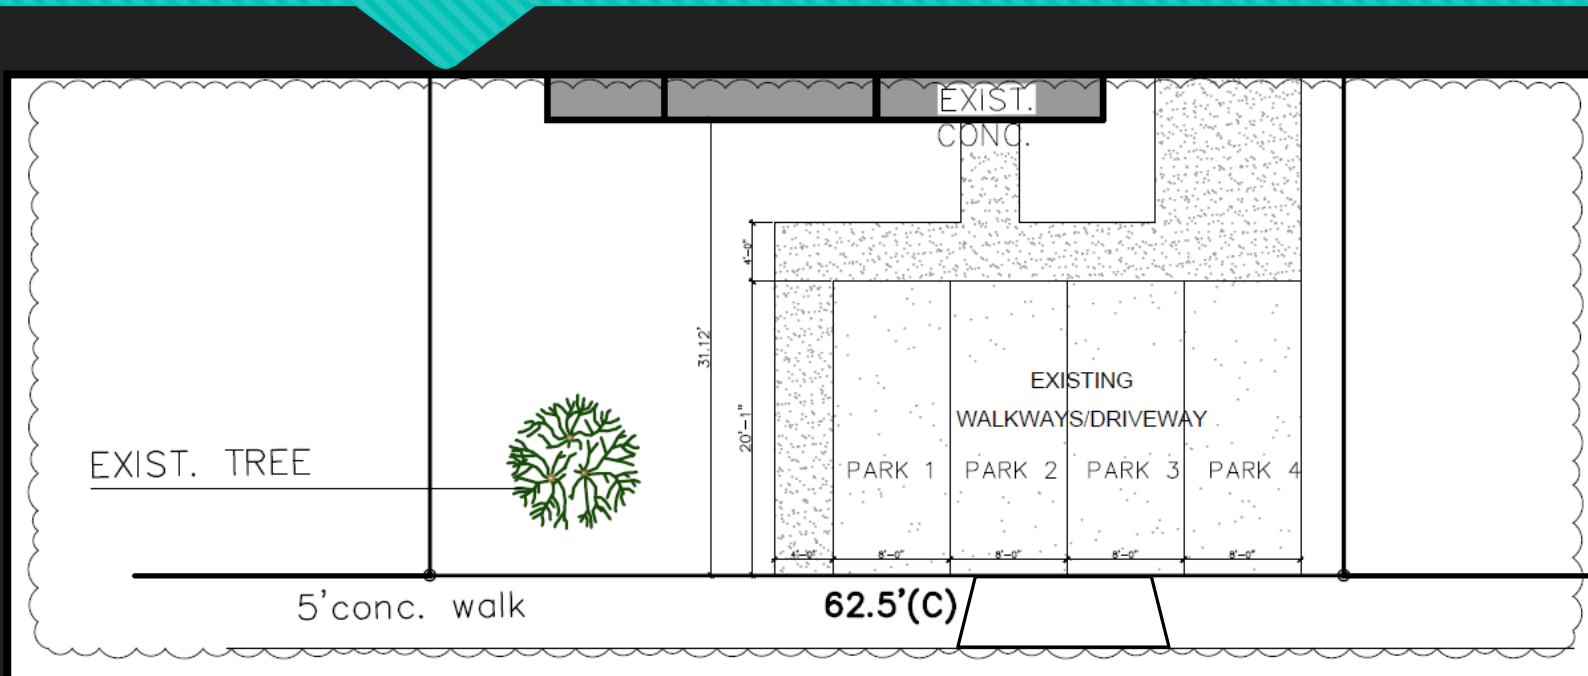 EXIST.
CONC.
4'-0"
31.12'
20'-1"
EXISTING
WALKWAYS/DRIVEWAY
EXIST. TREE
PARK 1 PARK 2 PARK 3 PARK 4
4'-0" 8'-0" 8'-0" 8'-0" 8'-0"
5'conc. walk
62.5'(C)